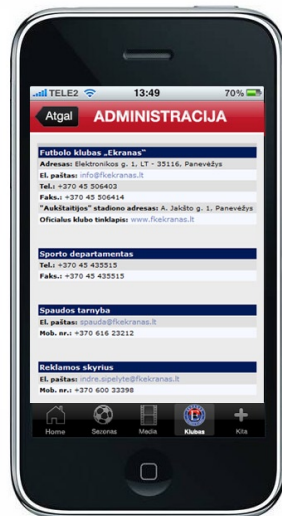 TELE2 13:49 70%
Atgal ADMINISTRACIJA
Futbolo klubas „Ekranas"
Adresas: Elektronikos g. 1, LT - 35116, Panevėžys
El. paštas: info@fkekranas.lt
Tel.: +370 45 506403
Faks.: +370 45 506414
"Aukštaitijos" stadiono adresas: A. Jakšto g. 1, Panevėžys
Oficialus klubo tinklapis: www.fkekranas.lt
Sporto departamentas
Tel.: +370 45 435515
Faks.: +370 45 435515
Spaudos tarnyba
El. paštas: spauda@fkekranas.lt
Mob. nr.: +370 616 23212
Reklamos skyrius
El. paštas: indre.sipelyte@fkekranas.lt
Mob. nr.: +370 600 33398
Home Sezonas Media Klubas Kita